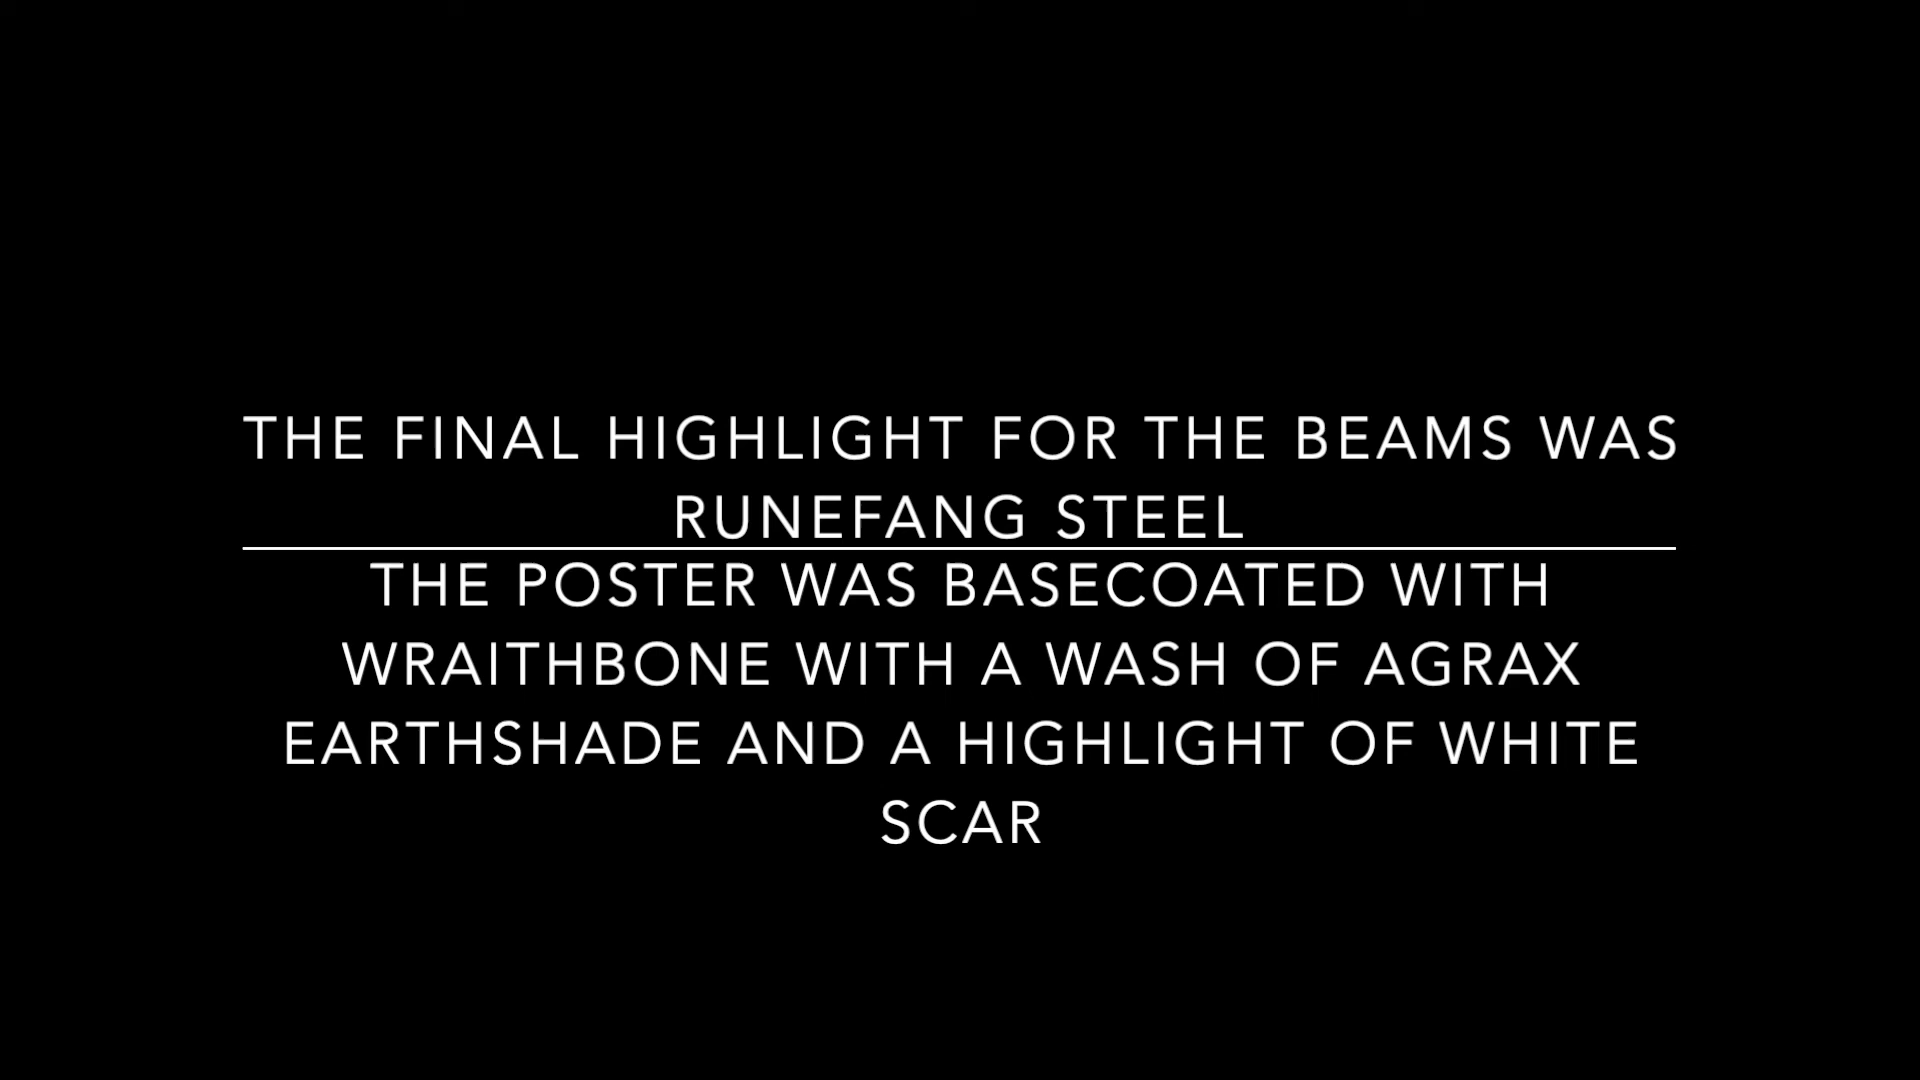 THE FINAL HIGHLIGHT FOR THE BEAMS WAS
RUNEFANG STEEL
THE POSTER WAS BASECOATED WITH
WRAITHBONE WITH A WASH OF AGRAX
EARTHSHADE AND A HIGHLIGHT OF WHITE
SCAR